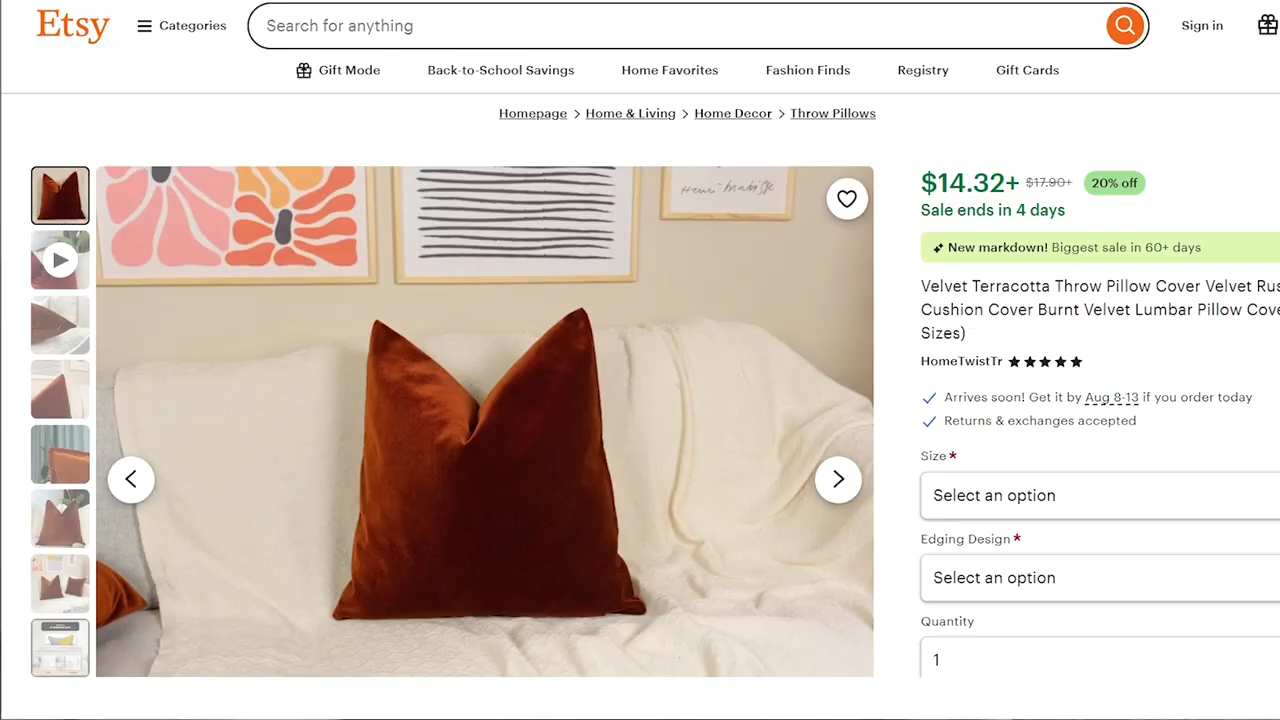 Etsy
Categories
Search for anything
Sign in
Gift Mode
Back-to-School Savings
Home Favorites
Fashion Finds
Registry
Gift Cards
Homepage > Home & Living > Home Decor > Throw Pillows
henri matisse
$14.32+ $17.90+ 20% off
Sale ends in 4 days
New markdown! Biggest sale in 60+ days
Velvet Terracotta Throw Pillow Cover Velvet Rus
Cushion Cover Burnt Velvet Lumbar Pillow Cove
Sizes)
HomeTwistTr
Arrives soon! Get it by Aug 8-13 if you order today
Returns & exchanges accepted
Size *
Select an option
Edging Design *
Select an option
Quantity
1